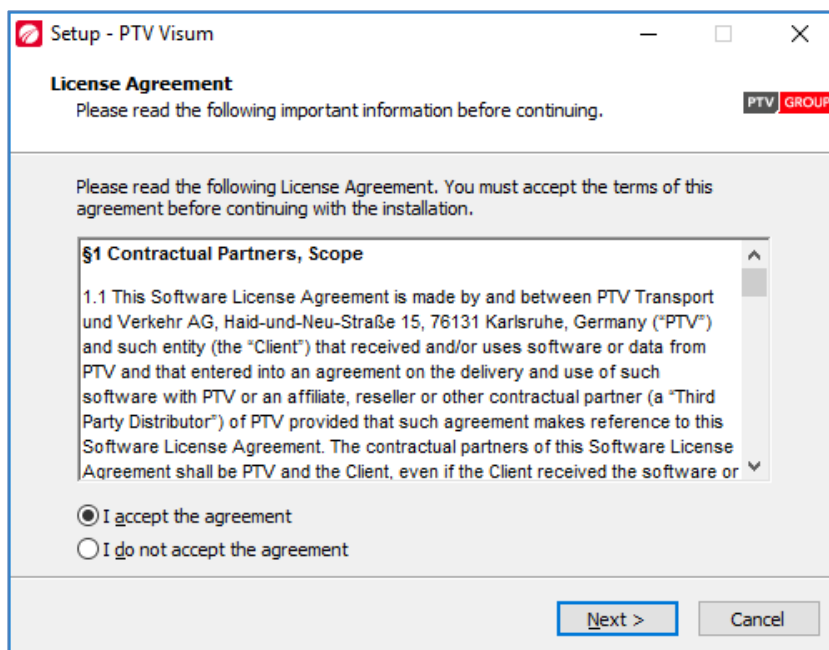 Setup - PTV Visum
License Agreement
Please read the following important information before continuing.
PTV GROUP
Please read the following License Agreement. You must accept the terms of this
agreement before continuing with the installation.
§1 Contractual Partners, Scope
1.1 This Software License Agreement is made by and between PTV Transport
und Verkehr AG, Haid-und-Neu-Straße 15, 76131 Karlsruhe, Germany (“PTV”)
and such entity (the “Client”) that received and/or uses software or data from
PTV and that entered into an agreement on the delivery and use of such
software with PTV or an affiliate, reseller or other contractual partner (a “Third
Party Distributor”) of PTV provided that such agreement makes reference to this
Software License Agreement. The contractual partners of this Software License
Agreement shall be PTV and the Client, even if the Client received the software or
I accept the agreement
I do not accept the agreement
Next >
Cancel